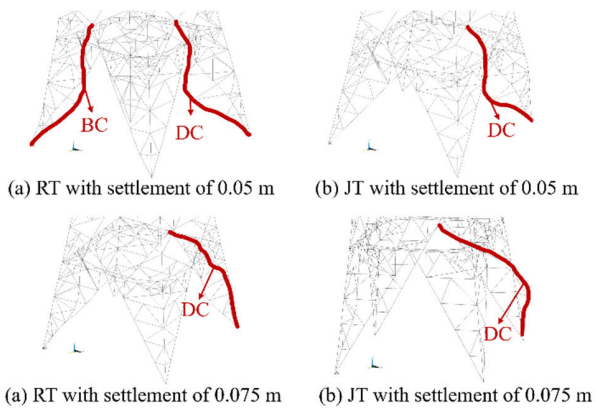 BC
DC
DC
(a) RT with settlement of 0.05 m
(b) JT with settlement of 0.05 m
DC
DC
(a) RT with settlement of 0.075 m
(b) JT with settlement of 0.075 m